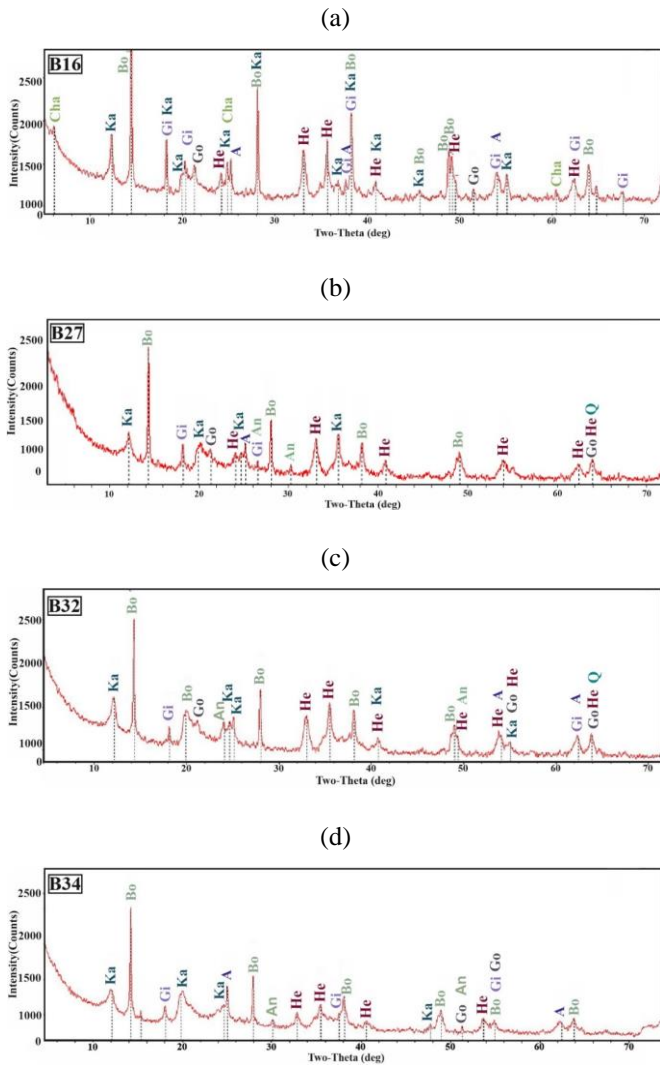 (a)
B16
Intensity(Counts)
2500
2000
1500
1000
0
Cha
Ka
Bo
Gi Ka
Ka
Gi
Go
He
Ka Cha
A
Bo Ka
He
He
Ka
Gi A
Gi Ka Bo
He Ka
Ka Bo
Bo
Bo
He
Go
Gi A
Ka
Cha
He Gi
Bo
Gi
10 20 30 40 50 60 70
Two-Theta (deg)
(b)
B27
Intensity(Counts)
2500
2000
1500
1000
0
Ka
Bo
Gi
Ka
Go
He
Ka
A
Gi An
Bo
An
He
Ka
Bo
He
Bo
He
He
Go He Q
10 20 30 40 50 60 70
Two-Theta (deg)
(c)
B32
Intensity(Counts)
2500
2000
1500
1000
0
Ka
Bo
Gi
Bo
Go
An
Ka
Ka
Bo
He
He
Bo
He Ka
Bo
He An
He A
Ka Go He
Gi A
Go He Q
10 20 30 40 50 60 70
Two-Theta (deg)
(d)
B34
Intensity(Counts)
2500
2000
1500
1000
0
Ka
Bo
Gi
Ka
Ka
A
Bo
An
He
He
Gi
Bo
He
Ka
Bo
Go An
He
Bo Gi Go
A
Bo
10 20 30 40 50 60 70
Two-Theta (deg)